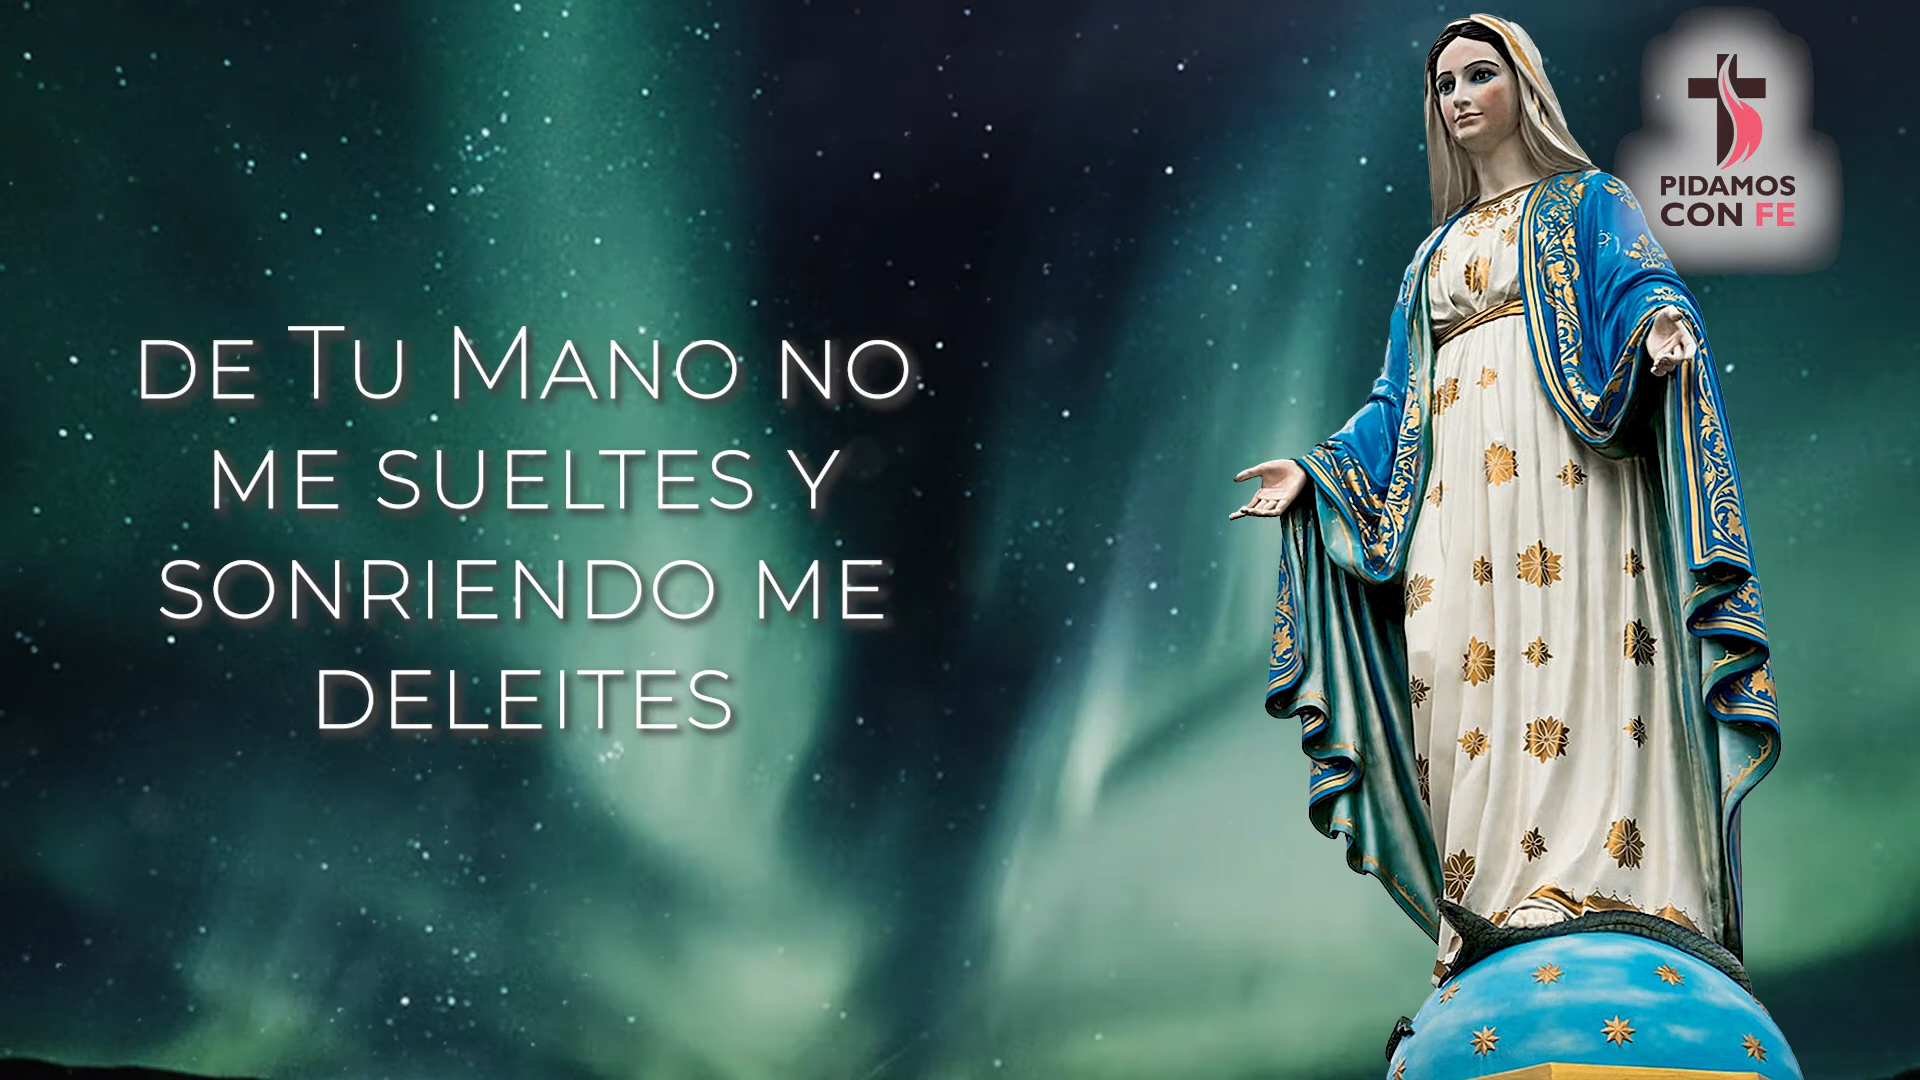 DE TU MANO NO
ME SUELTES Y
SONRIENDO ME
DELEITES
PIDAMOS
CON FE